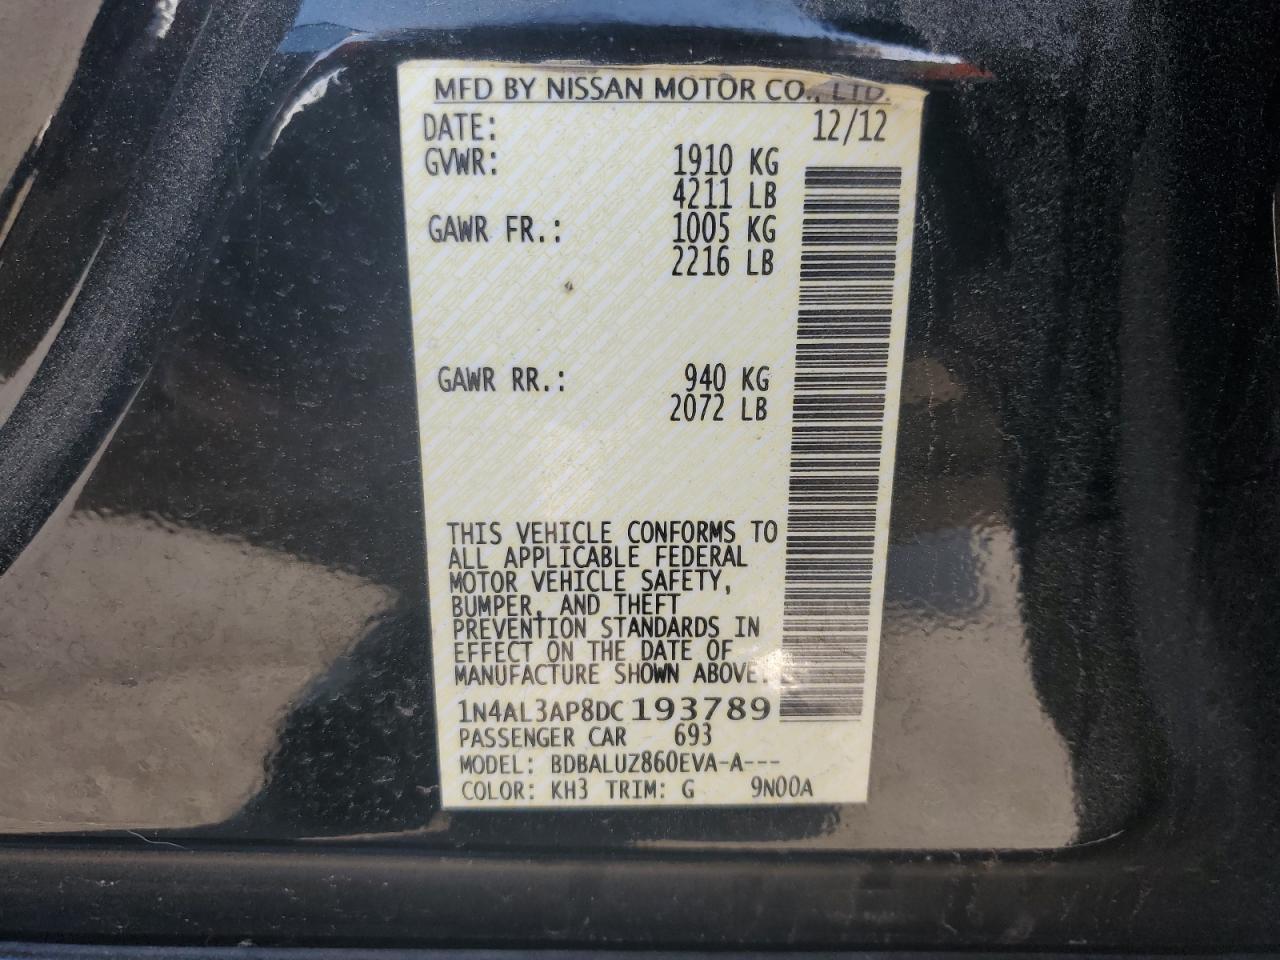 MFD BY NISSAN MOTOR CO., LTD.
DATE: 12/12
GVWR: 1910 KG
4211 LB
GAWR FR.: 1005 KG
2216 LB
GAWR RR.: 940 KG
2072 LB
THIS VEHICLE CONFORMS TO
ALL APPLICABLE FEDERAL
MOTOR VEHICLE SAFETY,
BUMPER, AND THEFT
PREVENTION STANDARDS IN
EFFECT ON THE DATE OF
MANUFACTURE SHOWN ABOVE.
1N4AL3AP8DC193789
PASSENGER CAR 693
MODEL: BDBALUZ860EVA-A---
COLOR: KH3 TRIM: G 9N00A